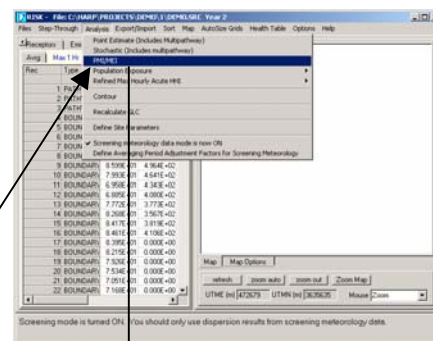 RISK - File: C:\HARP\PROJECTS\DEMO\1\DEMO.SRC Year 2
Files Step-Through Analysis Export/Import Sort Map AutoSize Grids Health Table Options Help
Receptors Emi
Avrg Max 1 Hr
Rec Type
Point Estimate (Includes Multipathway)
Stochastic (Includes multipathway)
PMI/MEI
Population Exposure
Refined Max Hourly Acute HHI
Contour
Recalculate GLC
Define Site Parameters
✓ Screening meteorology data mode is now ON
Define Averaging Period Adjustment Factors for Screening Meteorology
1 PATH
2 PATH
3 PATH
4 BOUN
5 BOUN
6 BOUN
7 BOUN
8 BOUN
9 BOUNDARY 8.599E+01 4.964E+02
10 BOUNDARY 7.993E+01 4.641E+02
11 BOUNDARY 6.958E+01 4.343E+02
12 BOUNDARY 6.885E+01 4.080E+02
13 BOUNDARY 7.772E+01 3.773E+02
14 BOUNDARY 8.268E+01 3.567E+02
15 BOUNDARY 8.417E+01 3.819E+02
16 BOUNDARY 8.461E+01 4.106E+02
17 BOUNDARY 8.395E+01 0.000E+00
18 BOUNDARY 8.215E+01 0.000E+00
19 BOUNDARY 7.926E+01 0.000E+00
20 BOUNDARY 7.534E+01 0.000E+00
21 BOUNDARY 7.051E+01 0.000E+00
22 BOUNDARY 7.168E+01 0.000E+00
Map Map Options
refresh zoom auto zoom out Zoom Map
UTME (m) 472679 UTMN (m) 3635635 Mouse Zoom
Screening mode is turned ON. You should only use dispersion results from screening meteorology data.